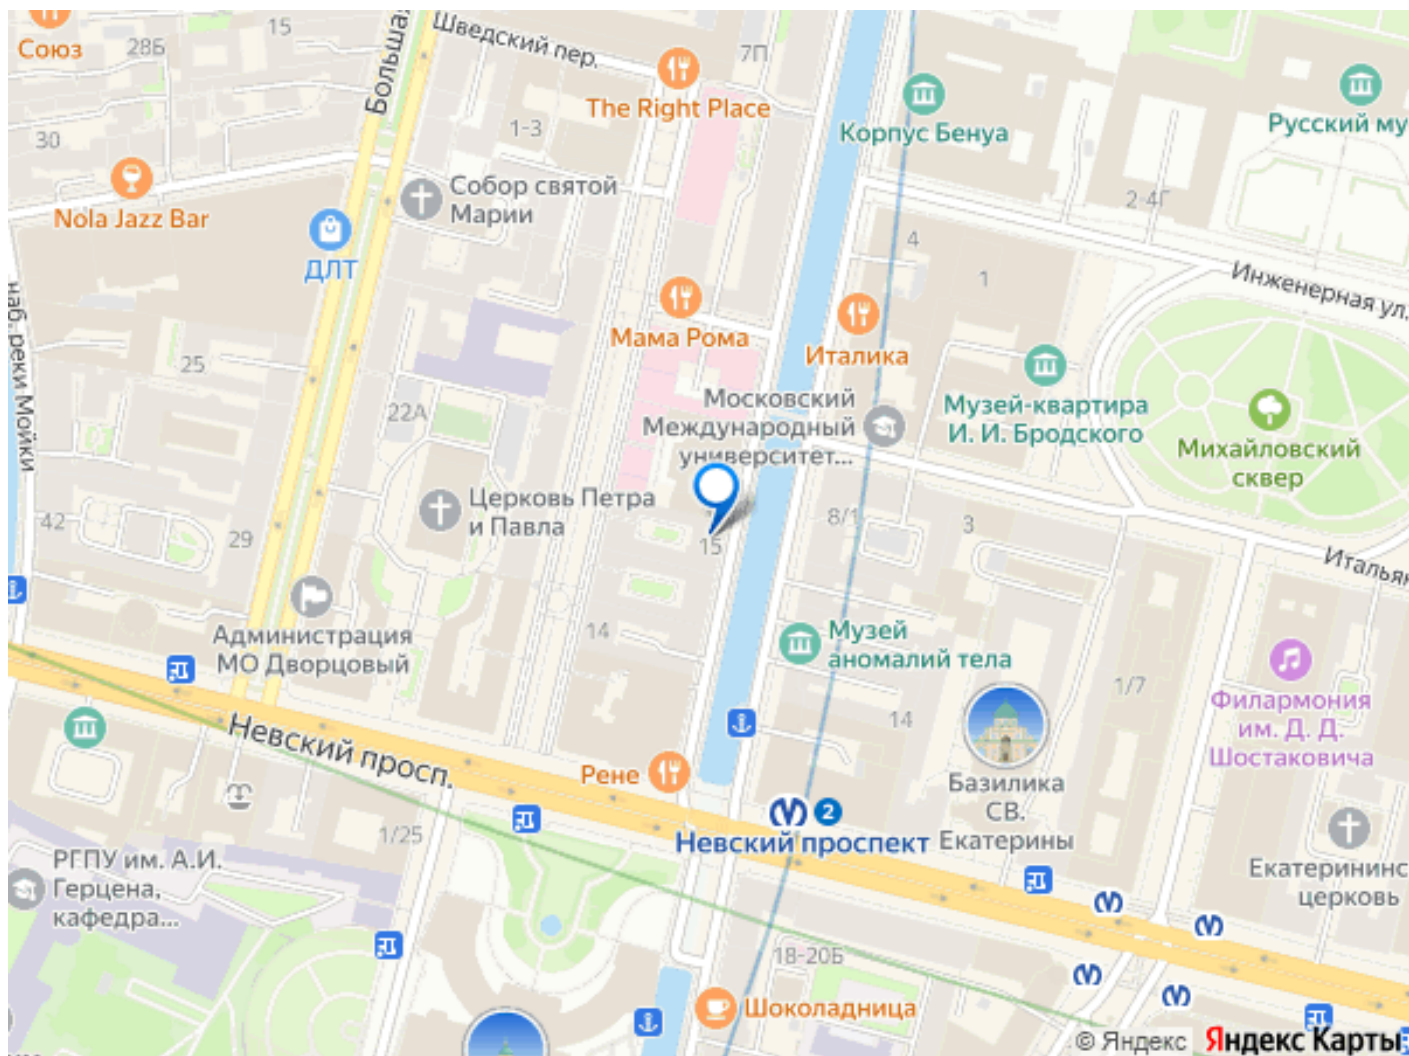 Союз
28Б
15
Большая
Шведский пер.
7П
The Right Place
Корпус Бенуа
Русский му
30
1-3
Nola Jazz Bar
Собор святой
Марии
2-4Г
ДЛТ
4
1
Инженерная ул.
наб. реки Мойки
Мама Рома
Италика
25
22А
Московский
Международный
университет...
Музей-квартира
И. И. Бродского
Михайловский
сквер
Церковь Петра
и Павла
42
29
15
8/1
3
Итальян
Администрация
МО Дворцовый
14
Музей
аномалий тела
1/7
14
Филармония
им. Д. Д.
Шостаковича
Невский просп.
Рене
Базилика
СВ.
Екатерины
2
Невский проспект
1/25
РГПУ им. А.И.
Герцена,
кафедра...
Екатерининс
церковь
18-20Б
Шоколадница
© Яндекс
Яндекс Карты